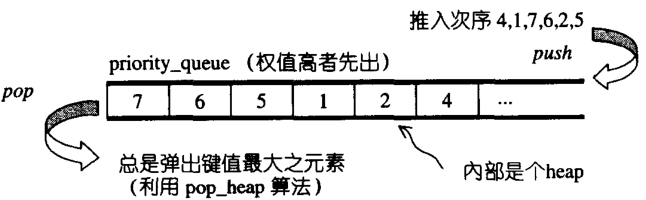 推入次序 4,1,7,6,2,5
priority_queue （权值高者先出）
push
pop
7 6 5 1 2 4 ...
总是弹出键值最大之元素
（利用 pop_heap 算法）
內部是个heap